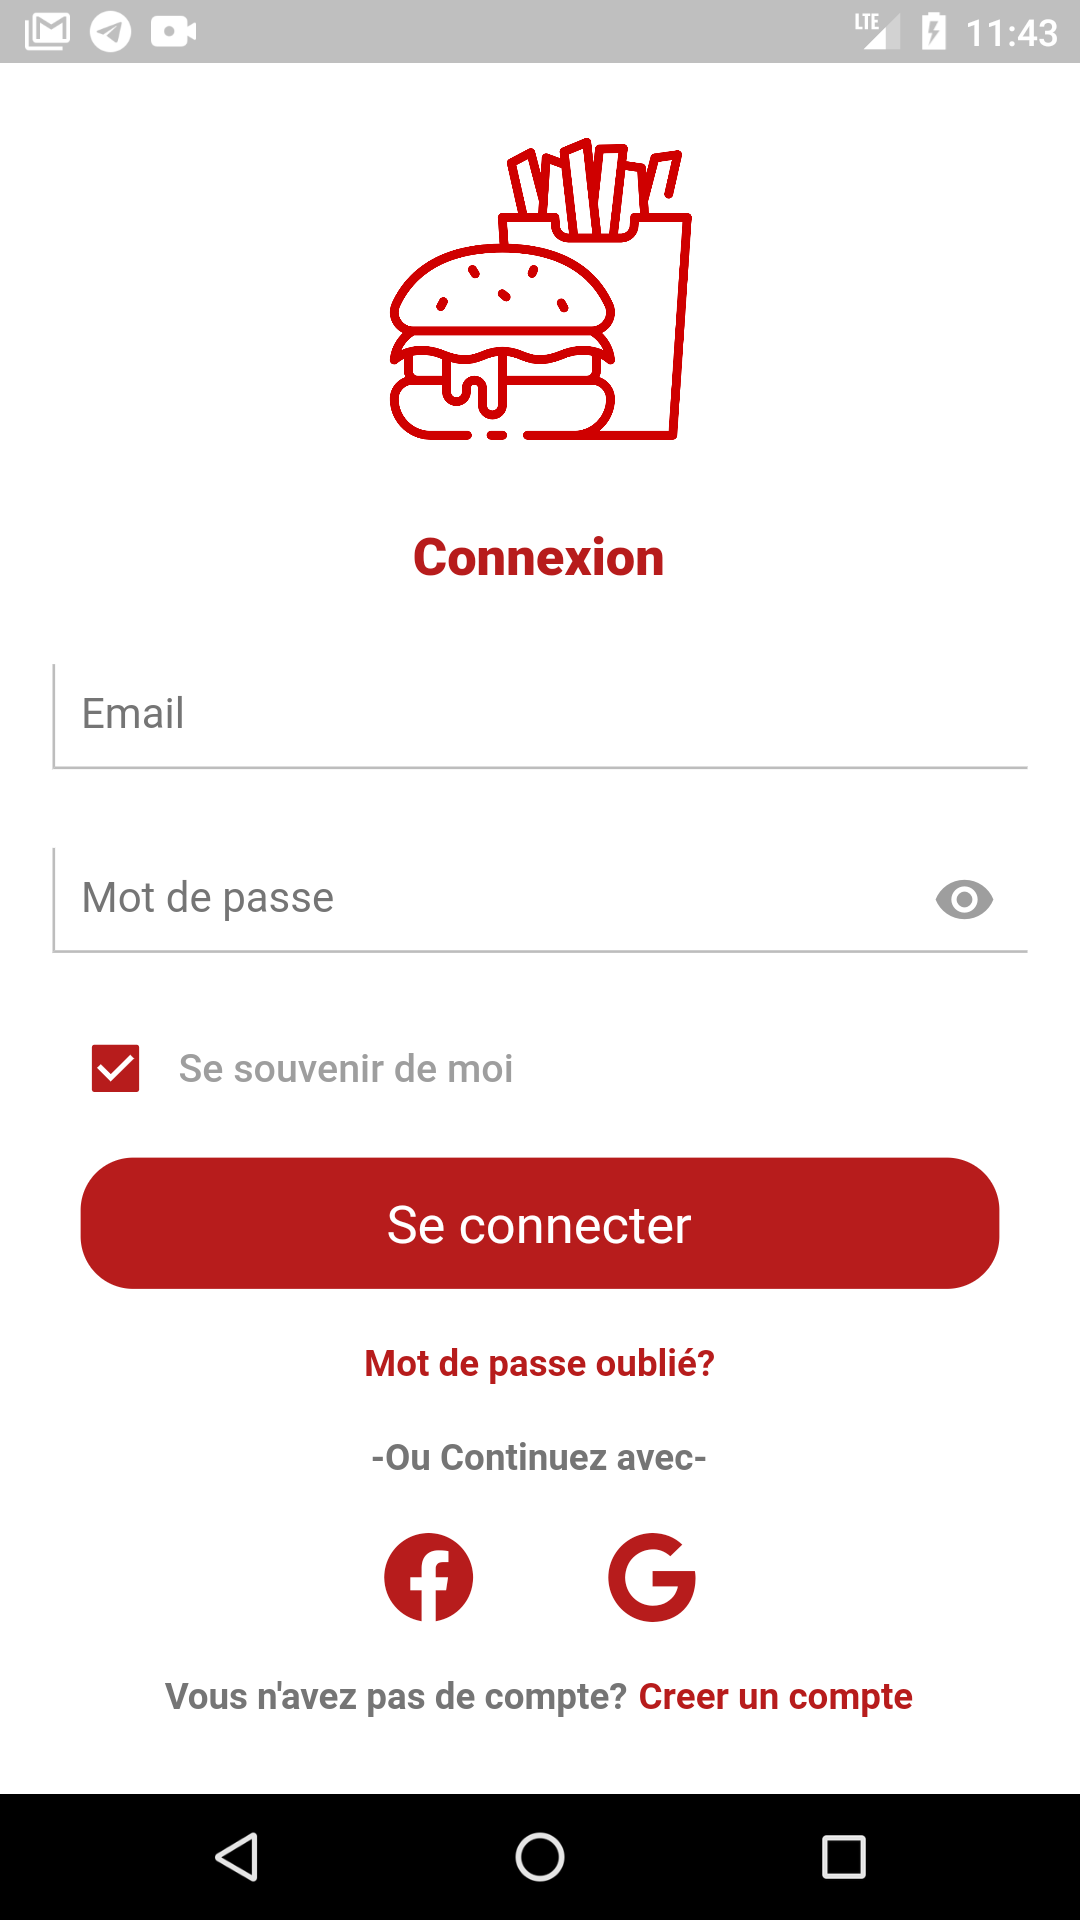 LTE 11:43
Connexion
Email
Mot de passe
Se souvenir de moi
Se connecter
Mot de passe oublié?
-Ou Continuez avec-
Vous n'avez pas de compte? Creer un compte